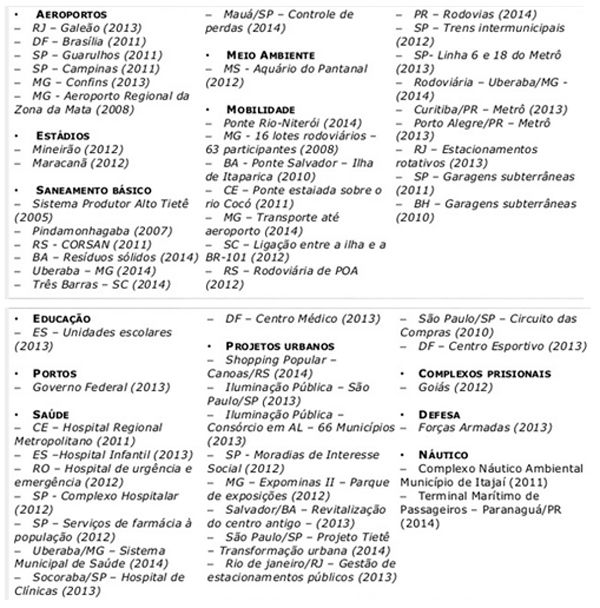 • AEROPORTOS
– RJ – Galeão (2013)
– DF – Brasília (2011)
– SP – Guarulhos (2011)
– SP – Campinas (2011)
– MG – Confins (2013)
– MG - Aeroporto Regional da
Zona da Mata (2008)
• ESTÁDIOS
– Mineirão (2012)
– Maracanã (2012)
• SANEAMENTO BÁSICO
– Sistema Produtor Alto Tietê
(2005)
– Pindamonhagaba (2007)
– RS - CORSAN (2011)
– BA – Resíduos sólidos (2014)
– Uberaba – MG (2014)
– Três Barras – SC (2014)
– Mauá/SP – Controle de
perdas (2014)
• MEIO AMBIENTE
– MS - Aquário do Pantanal
(2012)
• MOBILIDADE
– Ponte Rio-Niterói (2014)
– MG - 16 lotes rodoviários –
63 participantes (2008)
– BA - Ponte Salvador – Ilha
de Itaparica (2010)
– CE – Ponte estaiada sobre o
rio Cocó (2011)
– MG – Transporte até
aeroporto (2014)
– SC – Ligação entre a ilha e a
BR-101 (2012)
– RS – Rodoviária de POA
(2012)
– PR – Rodovias (2014)
– SP – Trens intermunicipais
(2012)
– SP- Linha 6 e 18 do Metrô
(2013)
– Rodoviária – Uberaba/MG -
(2014)
– Curitiba/PR – Metrô (2013)
– Porto Alegre/PR – Metrô
(2013)
– RJ – Estacionamentos
rotativos (2013)
– SP – Garagens subterrâneas
(2011)
– BH – Garagens subterrâneas
(2010)
• EDUCAÇÃO
– ES – Unidades escolares
(2013)
• PORTOS
– Governo Federal (2013)
• SAÚDE
– CE – Hospital Regional
Metropolitano (2011)
– ES –Hospital Infantil (2013)
– RO – Hospital de urgência e
emergência (2012)
– SP - Complexo Hospitalar
(2012)
– SP – Serviços de farmácia à
população (2012)
– Uberaba/MG – Sistema
Municipal de Saúde (2014)
– Socoraba/SP – Hospital de
Clínicas (2013)
– DF – Centro Médico (2013)
• PROJETOS URBANOS
– Shopping Popular –
Canoas/RS (2014)
– Iluminação Pública – São
Paulo/SP (2013)
– Iluminação Pública –
Consórcio em AL – 66 Municípios
(2013)
– SP - Moradias de Interesse
Social (2012)
– MG – Expominas II – Parque
de exposições (2012)
– Salvador/BA – Revitalização
do centro antigo – (2013)
– São Paulo/SP – Projeto Tietê
– Transformação urbana (2014)
– Rio de janeiro/RJ – Gestão de
estacionamentos públicos (2013)
– São Paulo/SP – Circuito das
Compras (2010)
– DF – Centro Esportivo (2013)
• COMPLEXOS PRISIONAIS
– Goiás (2012)
• DEFESA
– Forças Armadas (2013)
• NÁUTICO
– Complexo Náutico Ambiental
Município de Itajaí (2011)
– Terminal Marítimo de
Passageiros – Paranaguá/PR
(2014)